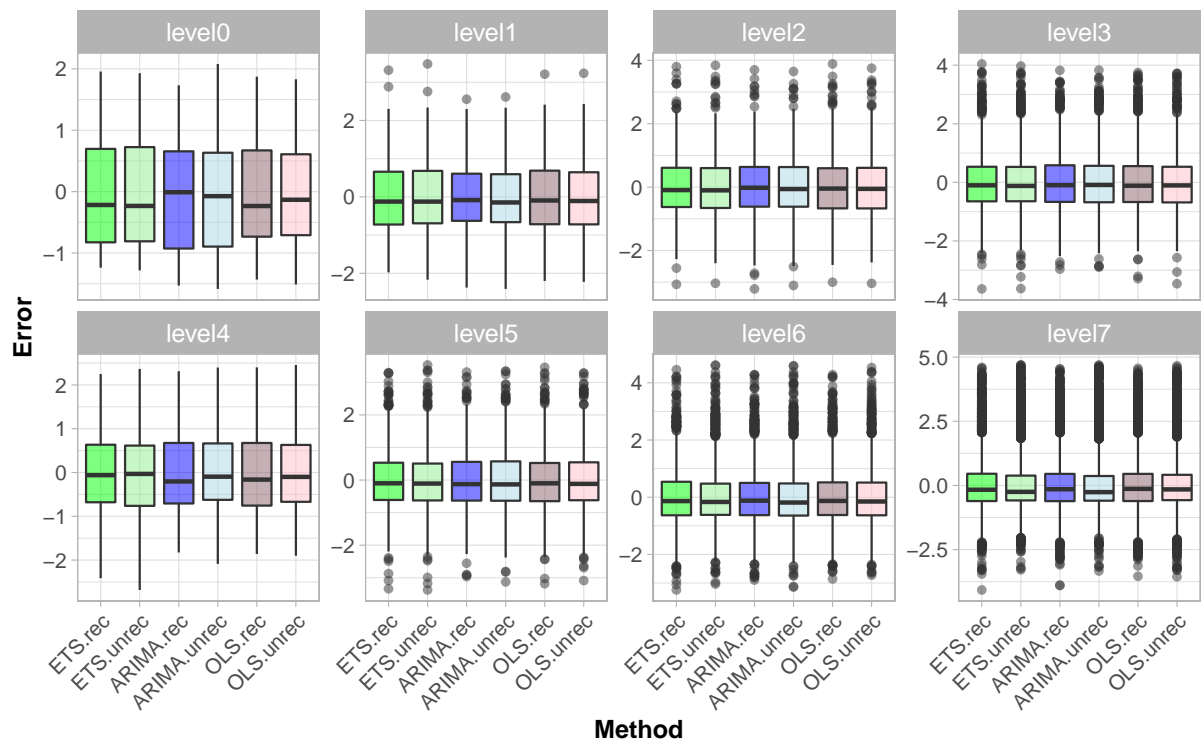 level0
level1
level2
level3
2
1
0
−1
2
0
−2
4
2
0
−2
4
2
0
−2
−4
Error
level4
level5
level6
level7
2
1
0
−1
−2
2
0
−2
4
2
0
−2
5.0
2.5
0.0
−2.5
ETS.rec
ETS.unrec
ARIMA.rec
ARIMA.unrec
OLS.rec
OLS.unrec
ETS.rec
ETS.unrec
ARIMA.rec
ARIMA.unrec
OLS.rec
OLS.unrec
ETS.rec
ETS.unrec
ARIMA.rec
ARIMA.unrec
OLS.rec
OLS.unrec
ETS.rec
ETS.unrec
ARIMA.rec
ARIMA.unrec
OLS.rec
OLS.unrec
Method